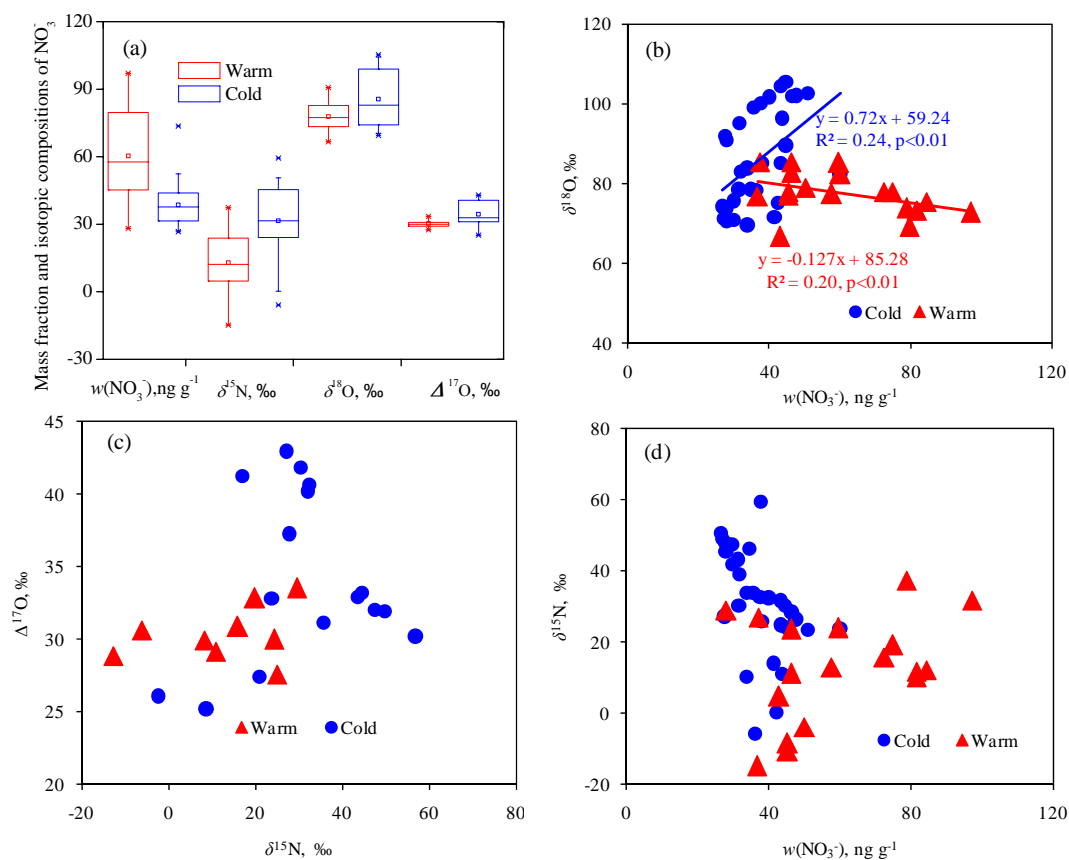 Mass fraction and isotopic compositions of NO₃⁻
120
90
60
30
0
-30
(a)
Warm
Cold
w(NO₃⁻),ng g⁻¹
δ¹⁵N, ‰
δ¹⁸O, ‰
Δ¹⁷O, ‰
δ¹⁸O, ‰
120
100
80
60
40
(b)
y = 0.72x + 59.24
R² = 0.24, p<0.01
y = -0.127x + 85.28
R² = 0.20, p<0.01
Cold
Warm
0
40
80
120
w(NO₃⁻), ng g⁻¹
Δ¹⁷O, ‰
45
40
35
30
25
20
(c)
Warm
Cold
-20
0
20
40
60
80
δ¹⁵N, ‰
δ¹⁵N, ‰
80
60
40
20
0
-20
(d)
Cold
Warm
0
40
80
120
w(NO₃⁻), ng g⁻¹